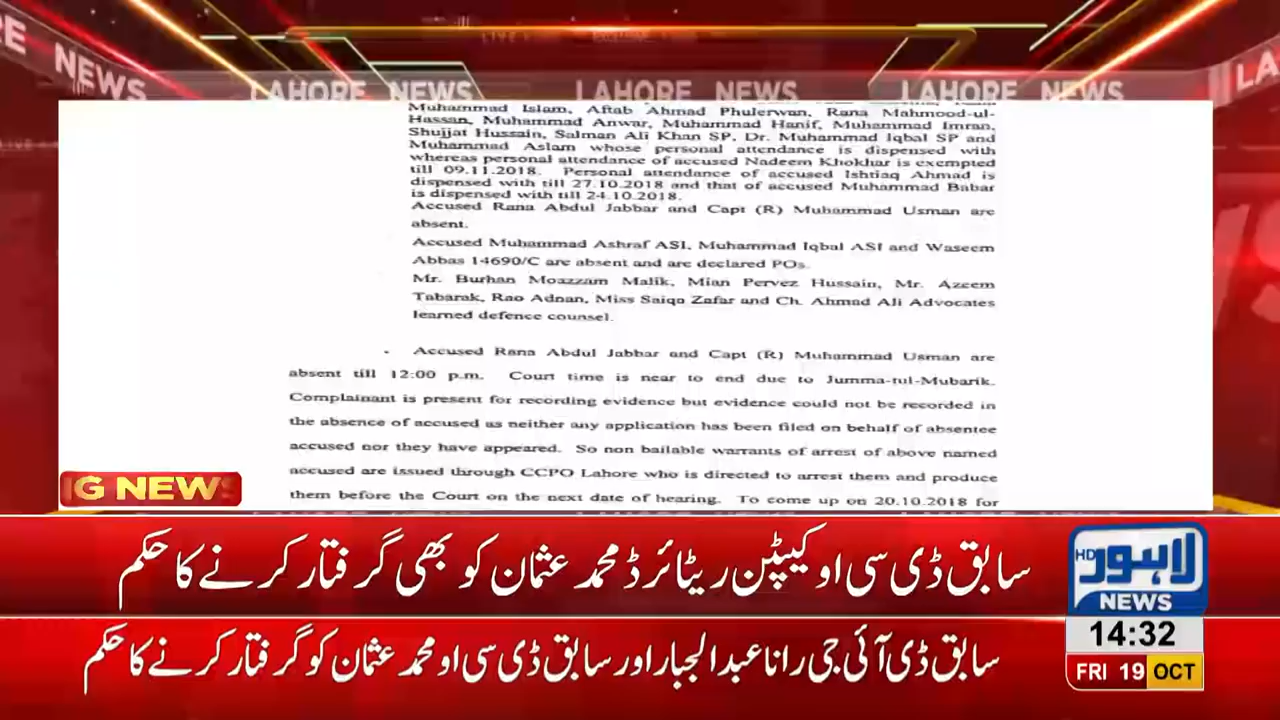 LAHORE NEWS
LAHORE NEWS
LAHORE NEWS
NEWS
LA
Muhammad Islam, Aftab Ahmad Phulerwan, Rana Mahmood-ul-
Hassan, Muhammad Anwar, Muhammad Hanif, Muhammad Imran,
Shujjat Hussain, Salman Ali Khan SP, Dr. Muhammad Iqbal SP and
Muhammad Aslam whose personal attendance is dispensed with
whereas personal attendance of accused Nadeem Khokhar is exempted
till 09.11.2018. Personal attendance of accused Ishtiaq Ahmad is
dispensed with till 27.10.2018 and that of accused Muhammad Babar
is dispensed with till 24.10.2018.
Accused Rana Abdul Jabbar and Capt (R) Muhammad Usman are
absent.
Accused Muhammad Ashraf ASI, Muhammad Iqbal ASI and Waseem
Abbas 14690/C are absent and are declared POs.
Mr. Burhan Moazzam Malik, Mian Pervez Hussain, Mr. Azeem
Tabarak, Rao Adnan, Miss Saiqa Zafar and Ch. Ahmad Ali Advocates
learned defence counsel.
- Accused Rana Abdul Jabbar and Capt (R) Muhammad Usman are
absent till 12:00 p.m. Court time is near to end due to Jumma-tul-Mubarik.
Complainant is present for recording evidence but evidence could not be recorded in
the absence of accused as neither any application has been filed on behalf of absentee
accused nor they have appeared. So non bailable warrants of arrest of above named
accused are issued through CCPO Lahore who is directed to arrest them and produce
them before the Court on the next date of hearing. To come up on 20.10.2018 for
NG NEWS
سابق ڈی سی او کیپٹن ریٹائرڈ محمد عثمان کو بھی گرفتار کرنے کا حکم
سابق ڈی آئی جی رانا عبدالجبار اور سابق ڈی سی او محمد عثمان کو گرفتار کرنے کا حکم
HD لاہور
NEWS
14:32
FRI 19 OCT